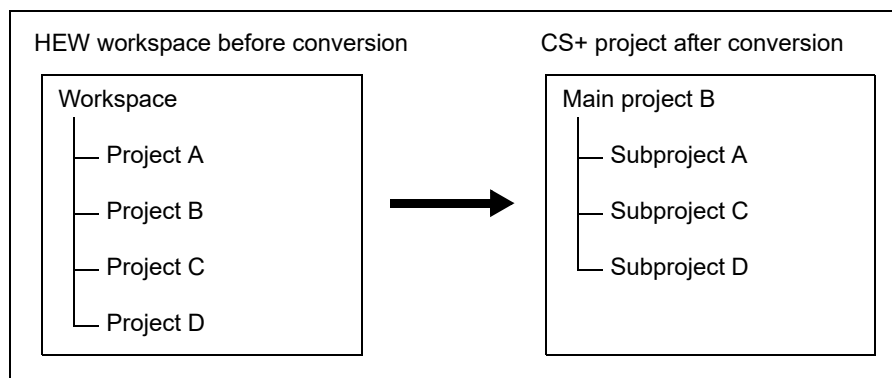 HEW workspace before conversion
CS+ project after conversion
Workspace
Project A
Project B
Project C
Project D
Main project B
Subproject A
Subproject C
Subproject D